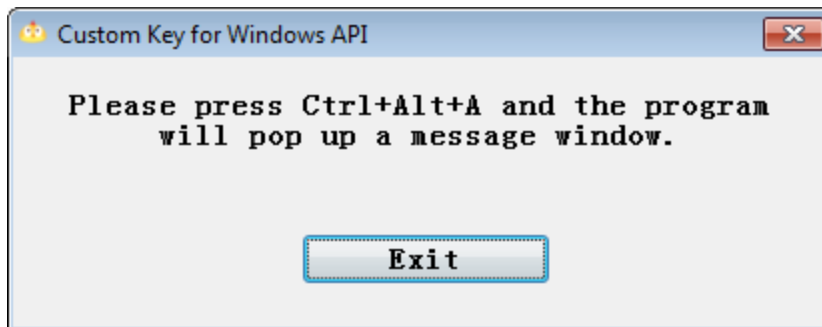 Custom Key for Windows API
Please press Ctrl+Alt+A and the program
will pop up a message window.
Exit